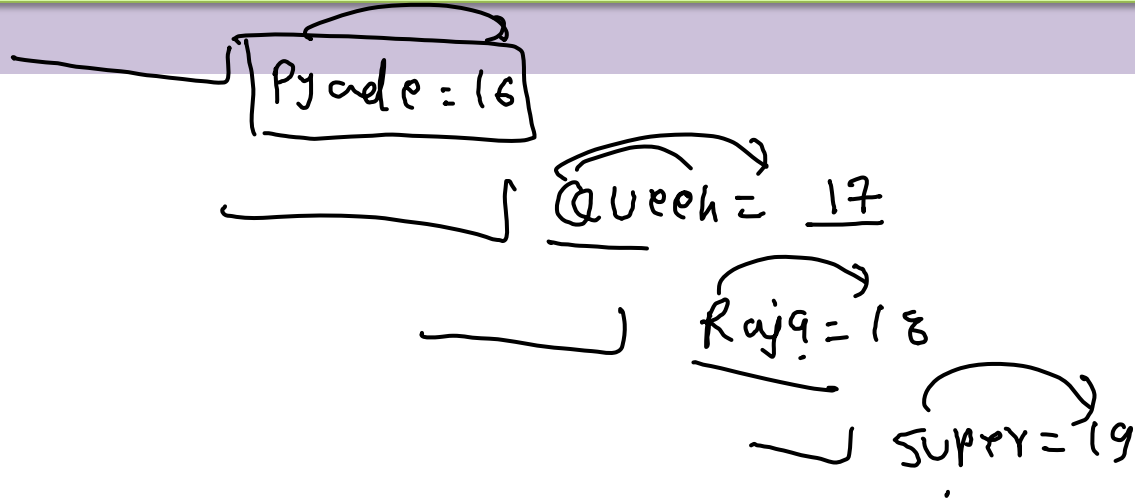 Pyade = 16
Queen = 17
Raja = 18
Super = 19